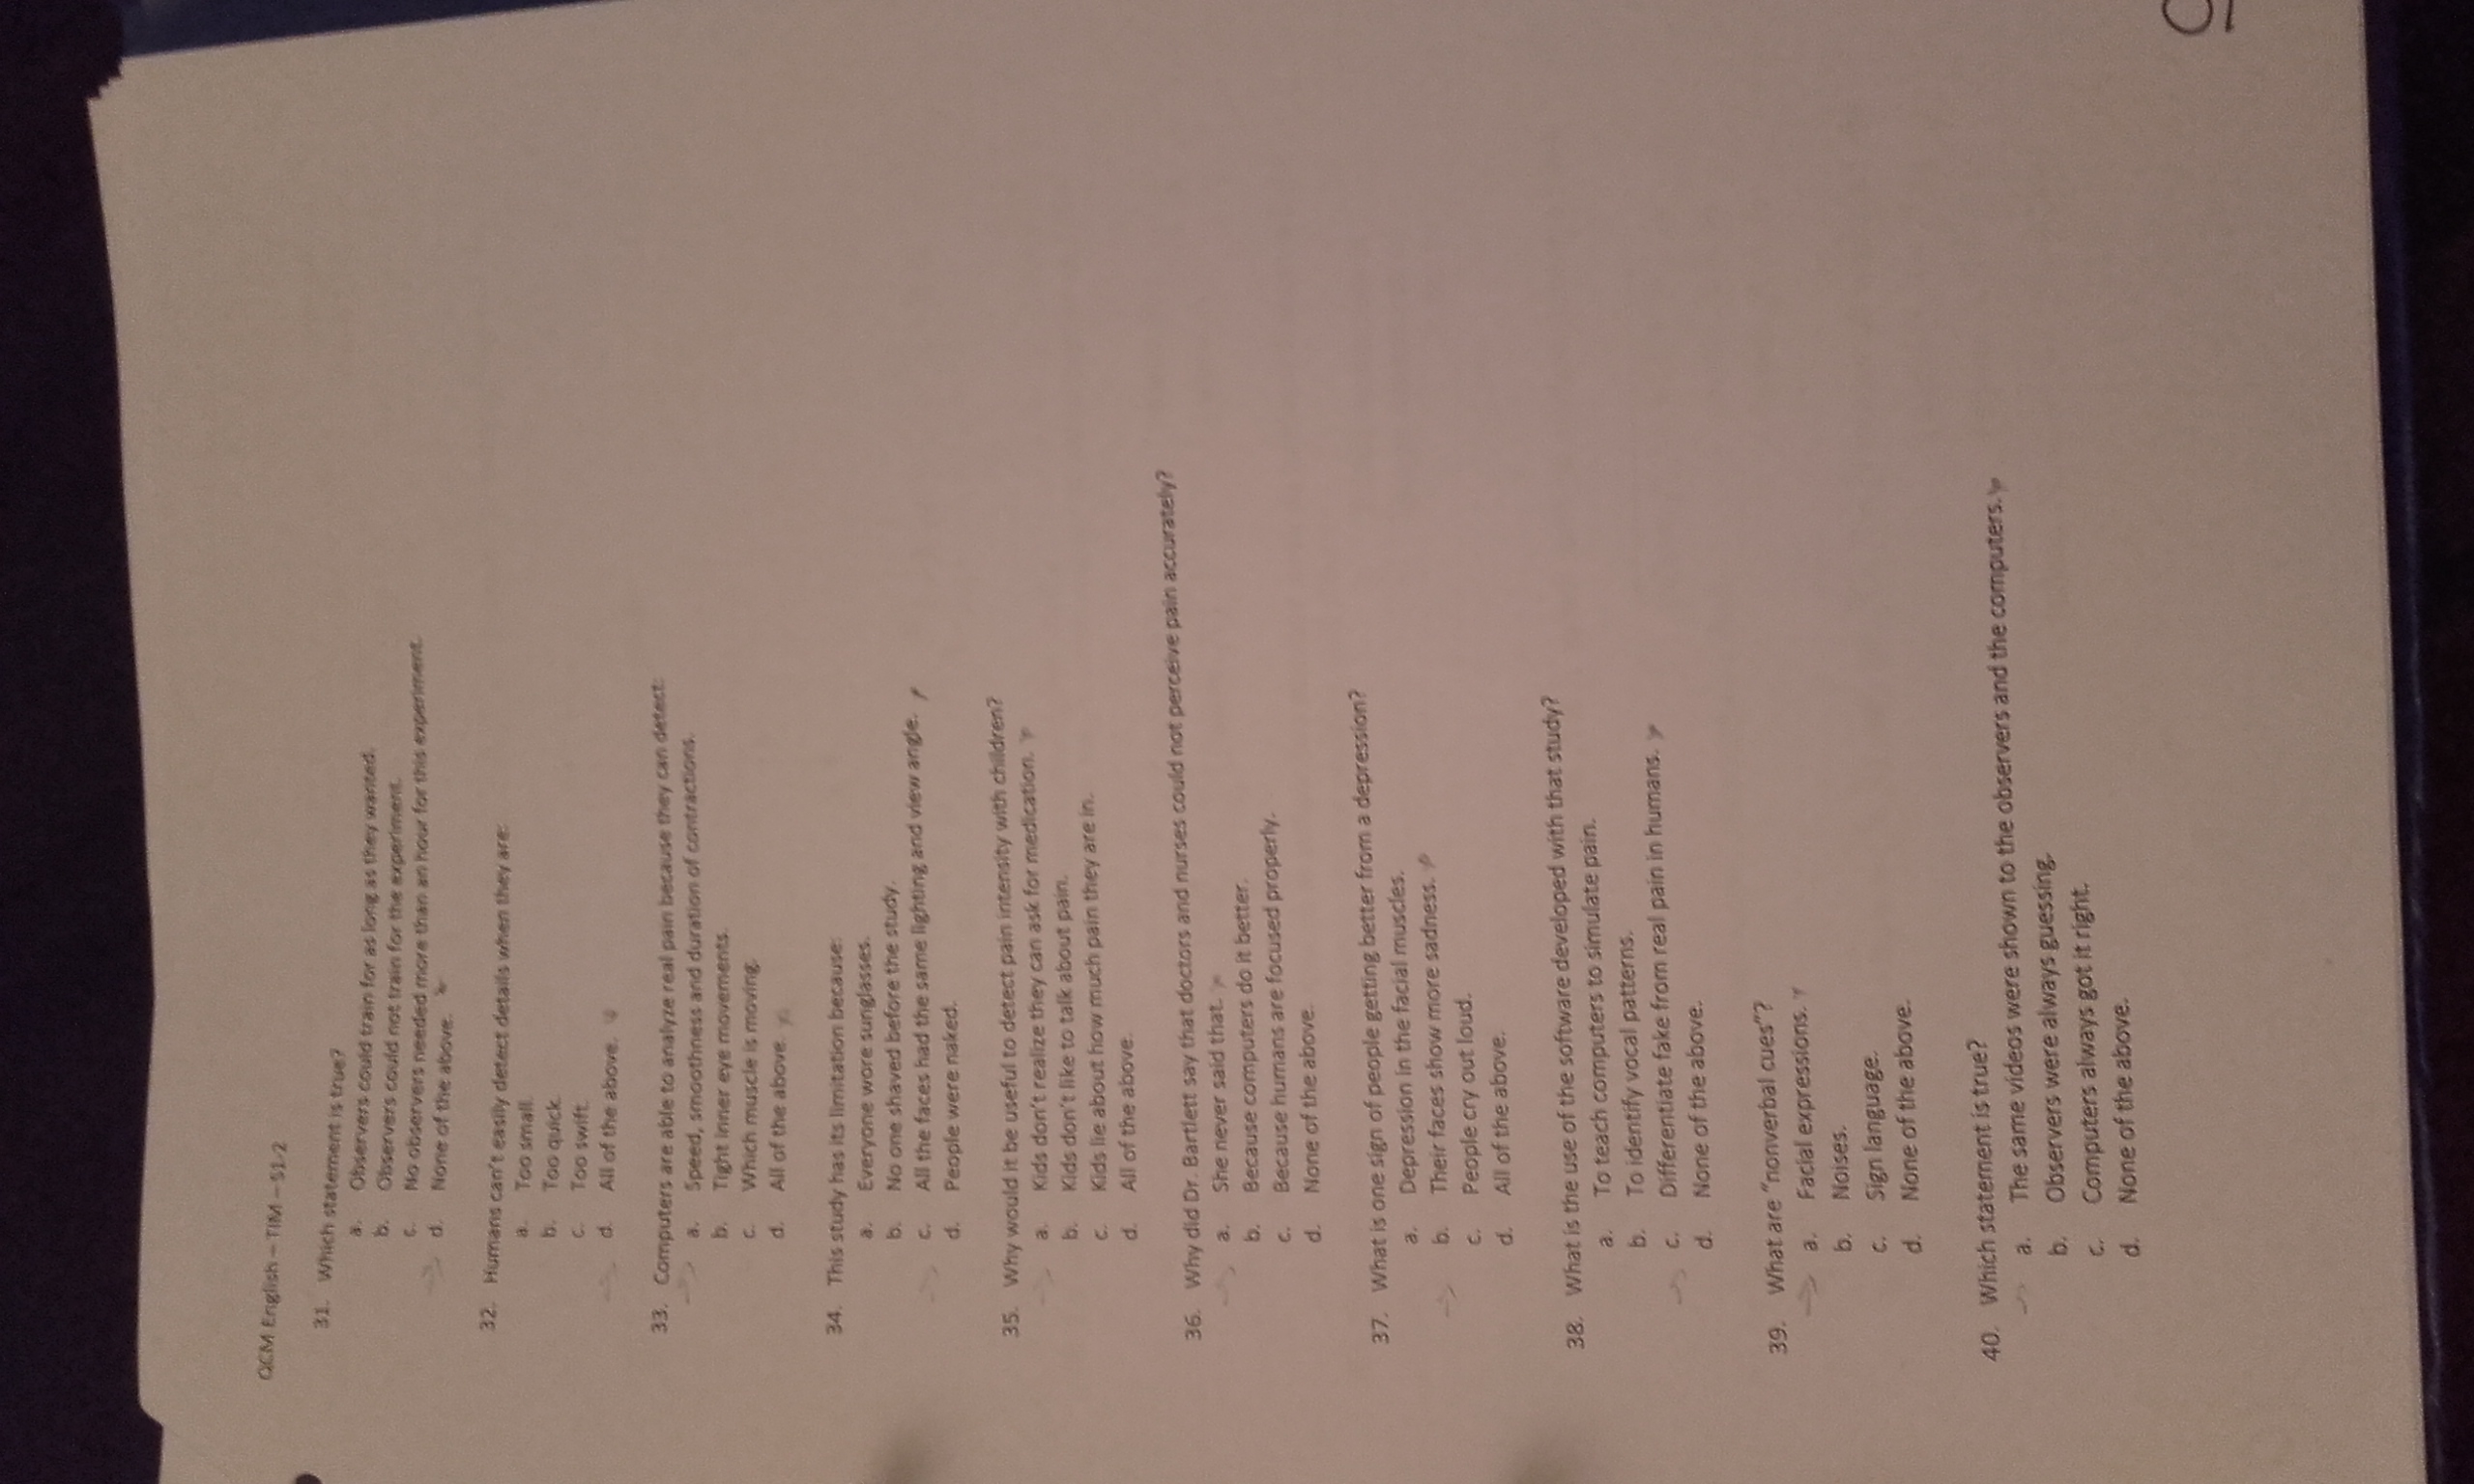 QCM English – TIM – S1-2
31. Which statement is true?
a. Observers could train for as long as they wanted.
b. Observers could not train for the experiment.
c. No observers needed more than an hour for this experiment.
d. None of the above.
32. Humans can't easily detect details when they are:
a. Too small.
b. Too quick.
c. Too swift.
d. All of the above.
33. Computers are able to analyze real pain because they can detect:
a. Speed, smoothness and duration of contractions.
b. Tight inner eye movements.
c. Which muscle is moving.
d. All of the above.
34. This study has its limitation because:
a. Everyone wore sunglasses.
b. No one shaved before the study.
c. All the faces had the same lighting and view angle.
d. People were naked.
35. Why would it be useful to detect pain intensity with children?
a. Kids don't realize they can ask for medication.
b. Kids don't like to talk about pain.
c. Kids lie about how much pain they are in.
d. All of the above.
36. Why did Dr. Bartlett say that doctors and nurses could not perceive pain accurately?
a. She never said that.
b. Because computers do it better.
c. Because humans are focused properly.
d. None of the above.
37. What is one sign of people getting better from a depression?
a. Depression in the facial muscles.
b. Their faces show more sadness.
c. People cry out loud.
d. All of the above.
38. What is the use of the software developed with that study?
a. To teach computers to simulate pain.
b. To identify vocal patterns.
c. Differentiate fake from real pain in humans.
d. None of the above.
39. What are "nonverbal cues"?
a. Facial expressions.
b. Noises.
c. Sign language.
d. None of the above.
40. Which statement is true?
a. The same videos were shown to the observers and the computers.
b. Observers were always guessing.
c. Computers always got it right.
d. None of the above.